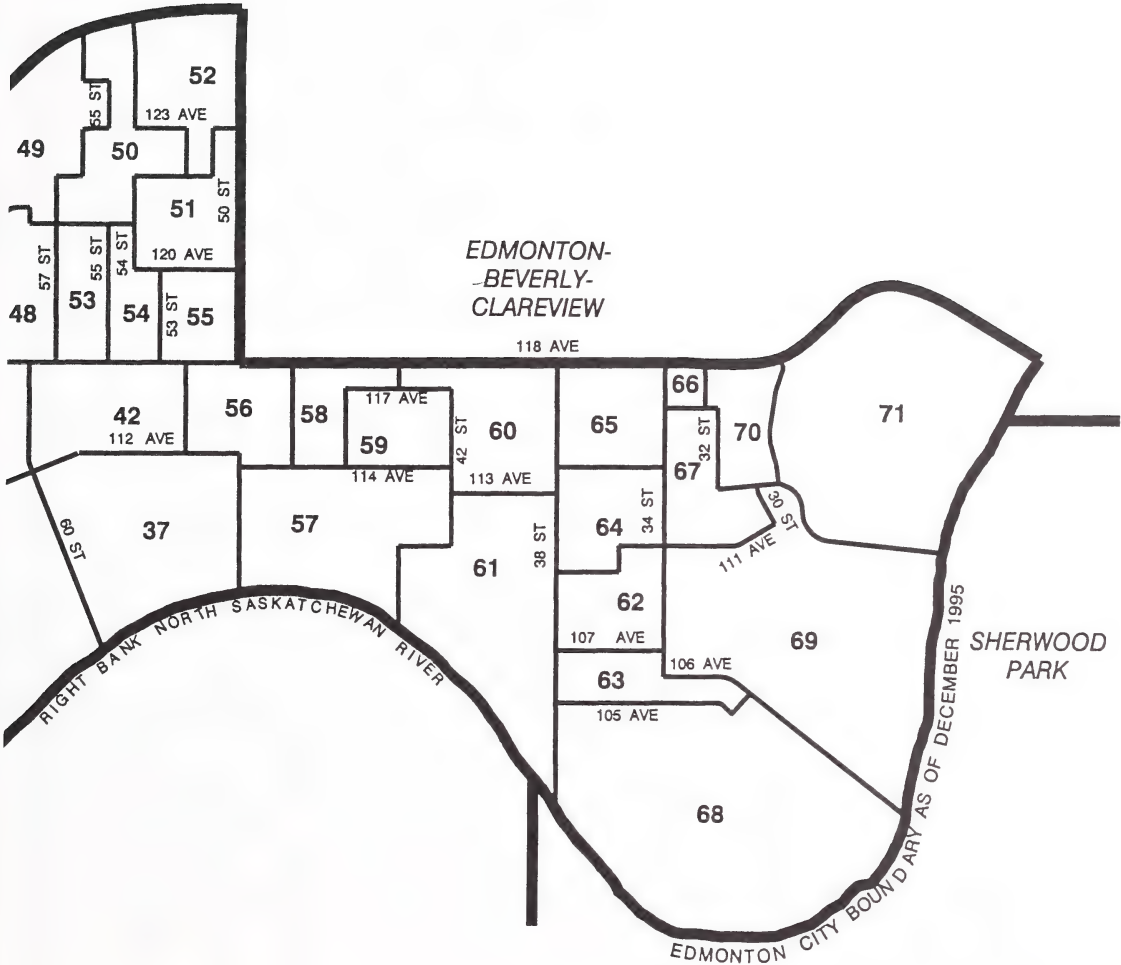 52
55 ST
123 AVE
49
50
51
50 ST
120 AVE
57 ST
55 ST
54 ST
48
53
54
53 ST
55
EDMONTON-
-BEVERLY-
CLAREVIEW
118 AVE
42
112 AVE
56
58
117 AVE
59
42 ST
60
65
66
32 ST
70
71
67
114 AVE
113 AVE
60 ST
37
57
61
38 ST
64
34 ST
30 ST
111 AVE
62
107 AVE
69
63
106 AVE
105 AVE
68
SHERWOOD
PARK
RIGHT BANK NORTH SASKATCHEWAN RIVER
EDMONTON CITY BOUNDARY AS OF DECEMBER 1995